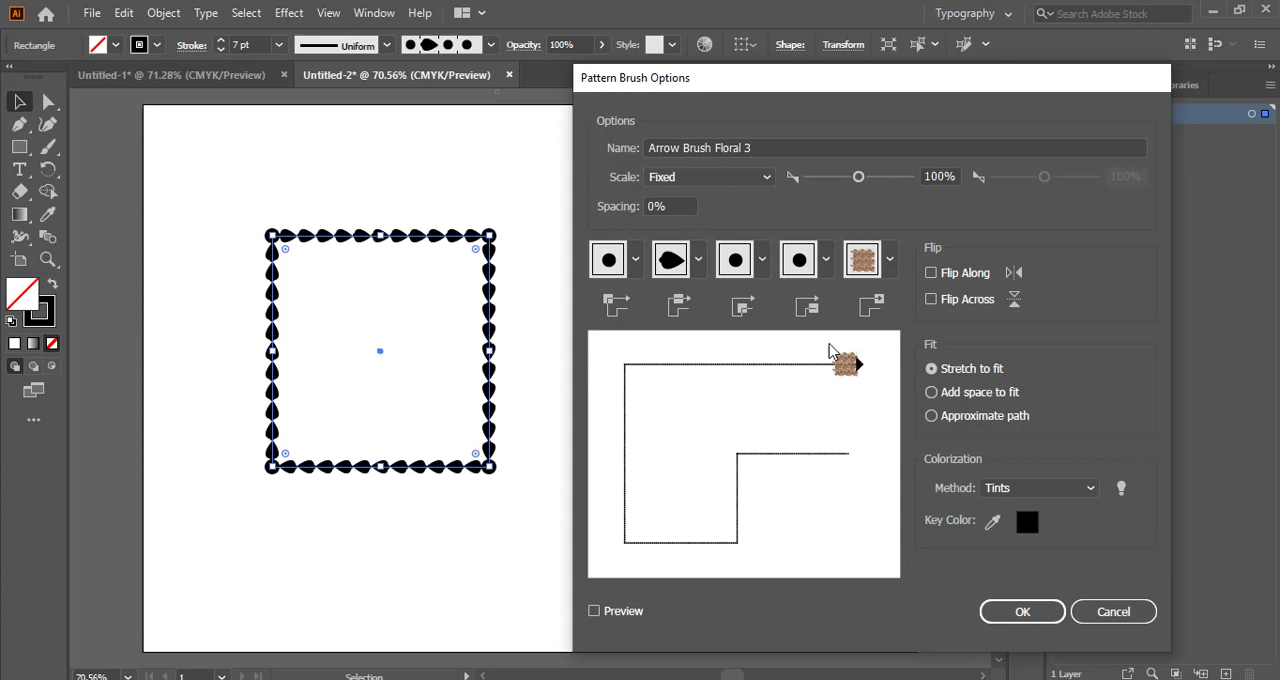 Ai File Edit Object Type Select Effect View Window Help Typography Search Adobe Stock
Rectangle Stroke: 7 pt Uniform Opacity: 100% Style: Shape: Transform
Untitled-1* @ 71.28% (CMYK/Preview) Untitled-2* @ 70.56% (CMYK/Preview)
Pattern Brush Options
raries
Options
Name: Arrow Brush Floral 3
Scale: Fixed 100% 100%
Spacing: 0%
Flip
Flip Along
Flip Across
Fit
Stretch to fit
Add space to fit
Approximate path
Colorization
Method: Tints
Key Color:
Preview
OK Cancel
70.56% 1 Selection 1 Layer